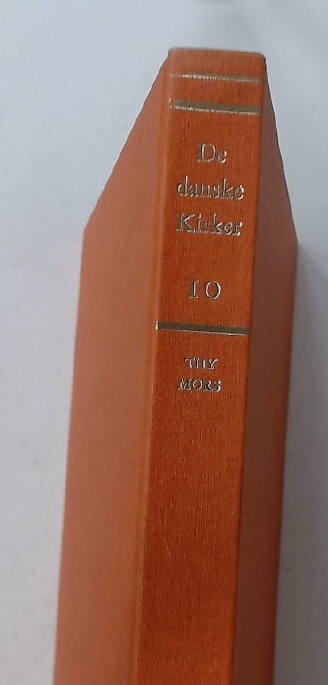 De
danske
Kirker
10
THY
MORS